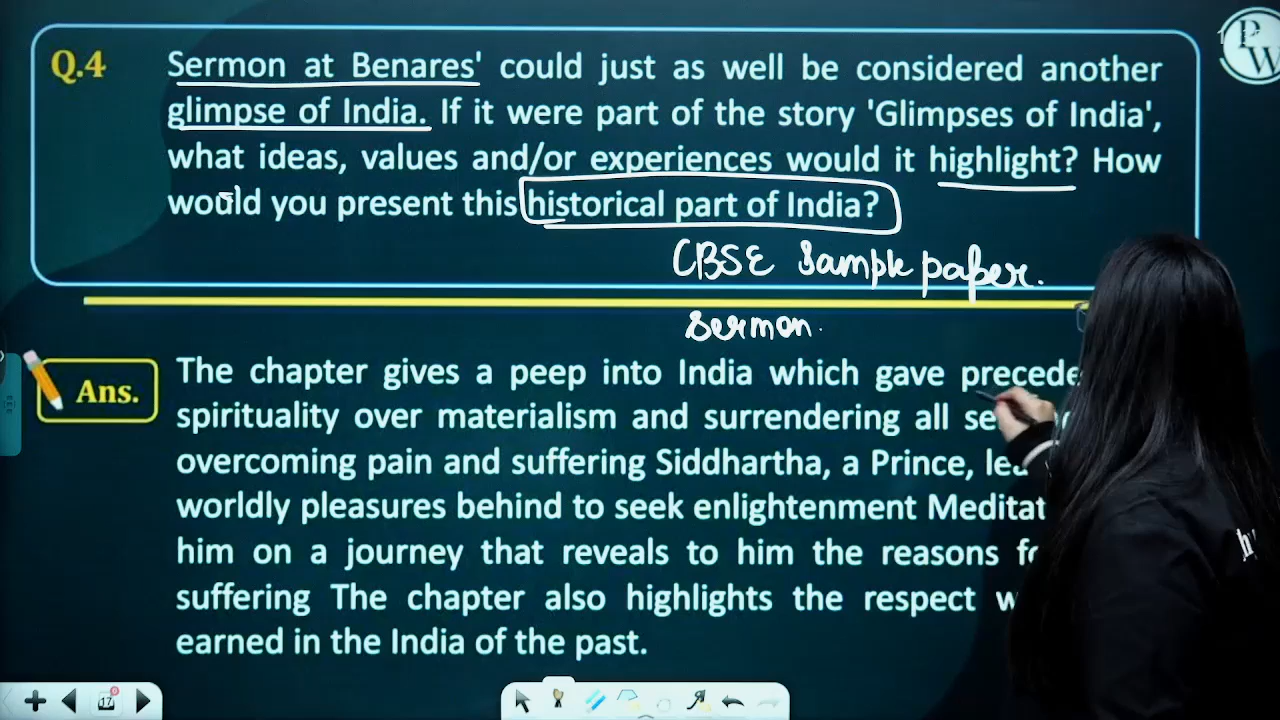 Q.4 Sermon at Benares' could just as well be considered another
glimpse of India. If it were part of the story 'Glimpses of India',
what ideas, values and/or experiences would it highlight? How
would you present this historical part of India?
CBSE Sample paper.
Sermon.
Ans. The chapter gives a peep into India which gave
spirituality over materialism and surrendering all
overcoming pain and suffering Siddhartha, a Prince,
worldly pleasures behind to seek enlightenment
him on a journey that reveals to him the reasons
suffering The chapter also highlights the respect
earned in the India of the past.
PW
17